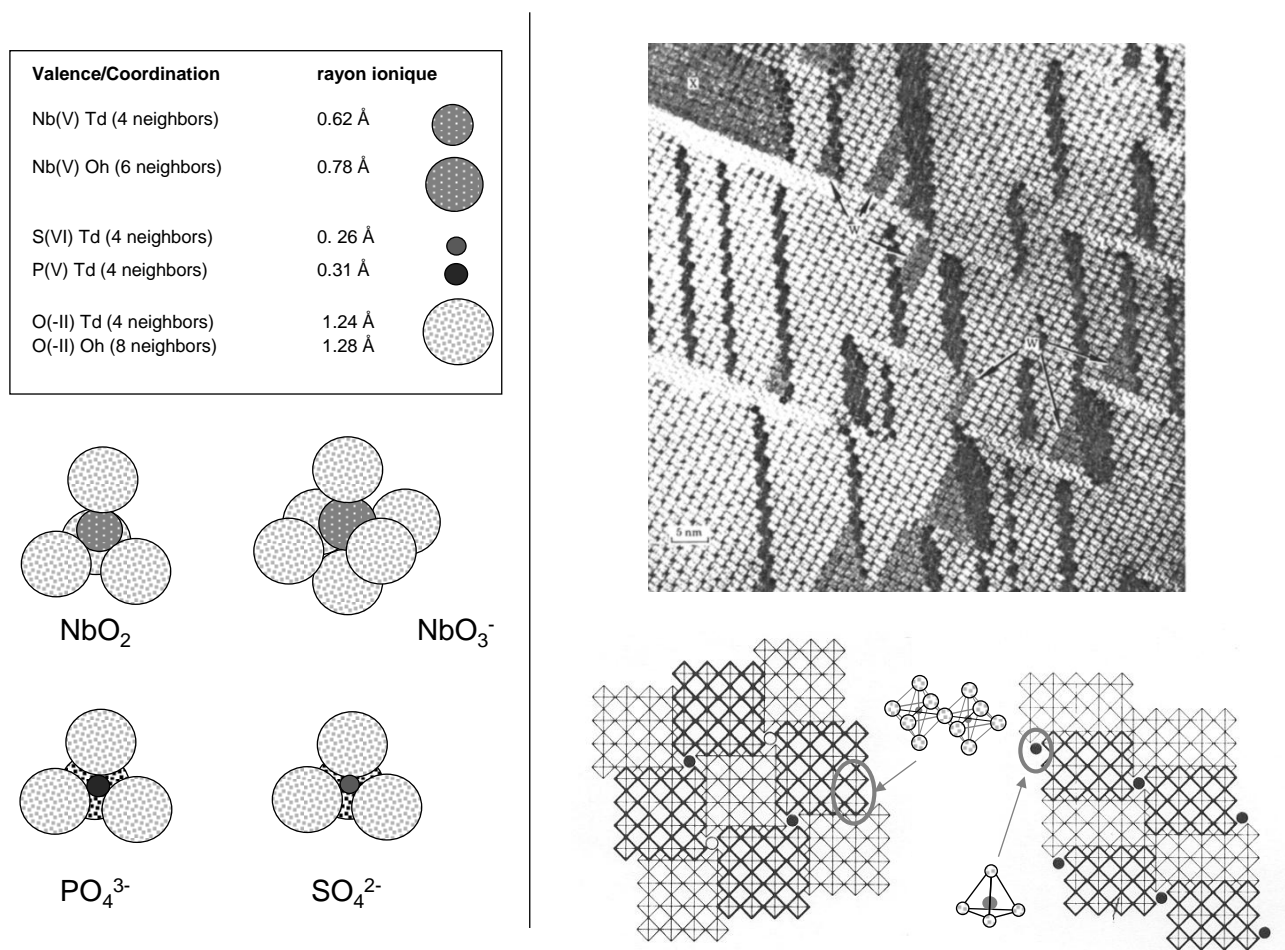 Valence/Coordination rayon ionique
Nb(V) Td (4 neighbors) 0.62 Å
Nb(V) Oh (6 neighbors) 0.78 Å
S(VI) Td (4 neighbors) 0. 26 Å
P(V) Td (4 neighbors) 0.31 Å
O(-II) Td (4 neighbors) 1.24 Å
O(-II) Oh (8 neighbors) 1.28 Å
NbO₂ NbO₃⁻
PO₄³⁻ SO₄²⁻
X
W
W
5 nm